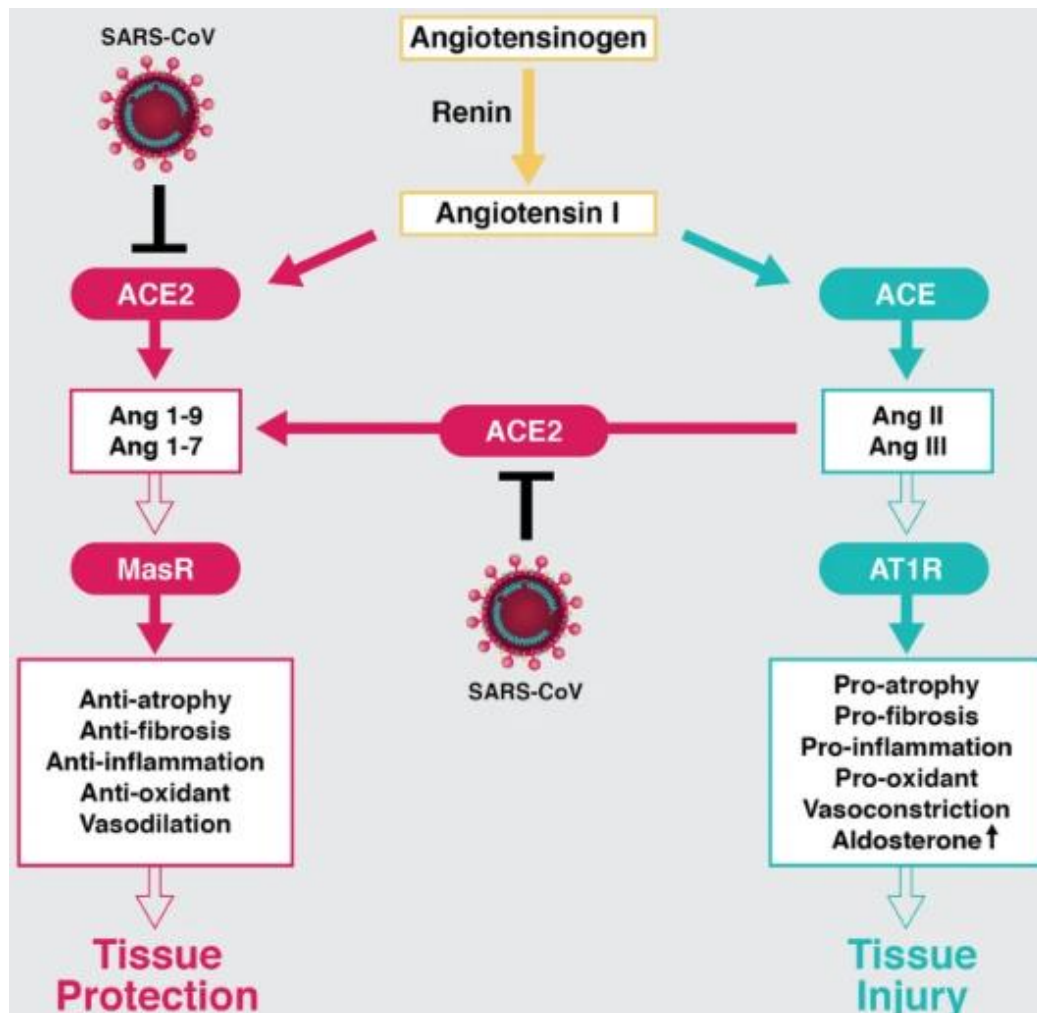 SARS-CoV
Angiotensinogen
Renin
Angiotensin I
ACE2
ACE
Ang 1-9
Ang 1-7
ACE2
Ang II
Ang III
MasR
AT1R
SARS-CoV
Anti-atrophy
Anti-fibrosis
Anti-inflammation
Anti-oxidant
Vasodilation
Pro-atrophy
Pro-fibrosis
Pro-inflammation
Pro-oxidant
Vasoconstriction
Aldosterone↑
Tissue
Protection
Tissue
Injury